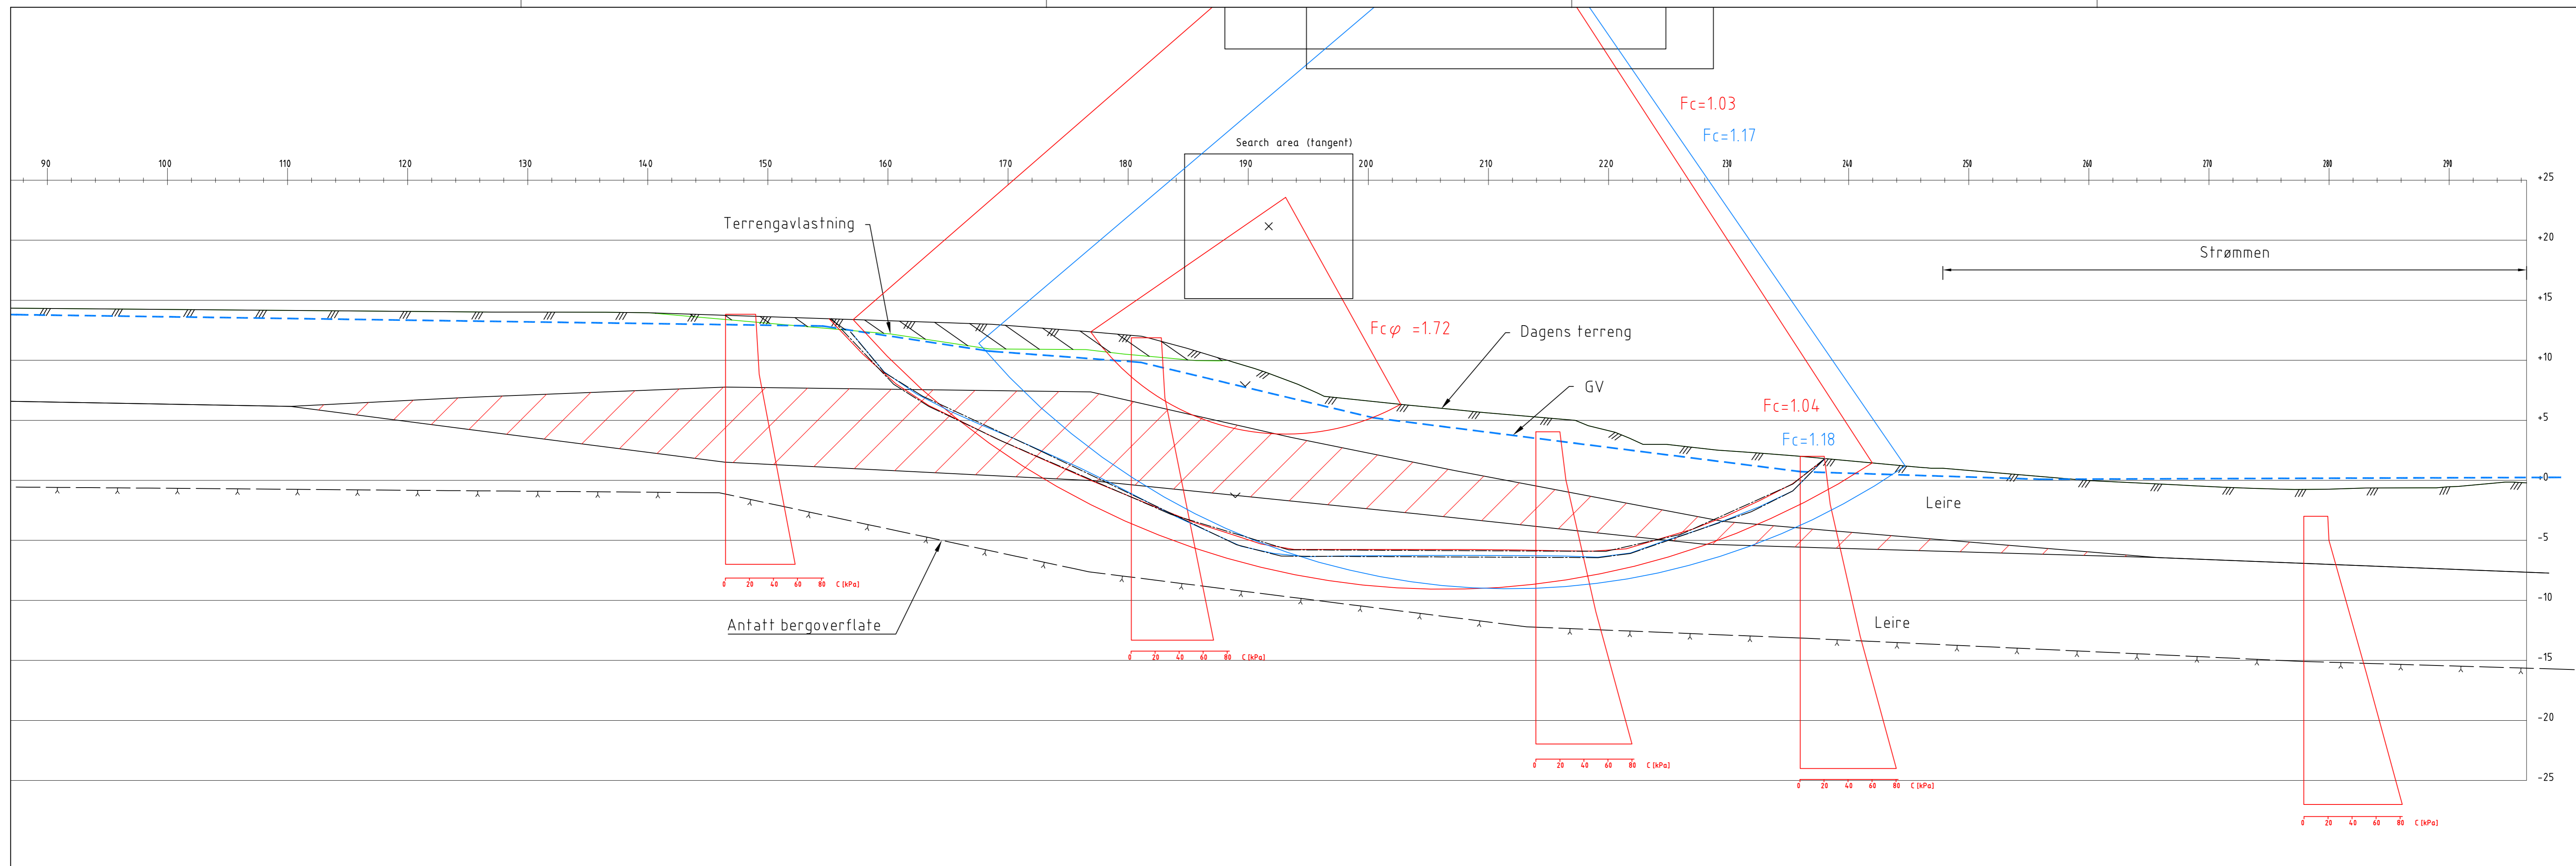 Fc=1.03
Fc=1.17
Search area (tangent)
90 100 110 120 130 140 150 160 170 180 190 200 210 220 230 240 250 260 270 280 290
+25
Terrengavlastning
+20
Strømmen
+15
Fcφ =1.72
Dagens terreng
+10
GV
Fc=1.04
+5
Fc=1.18
+0
Leire
-5
0 20 40 60 80 C [kPa]
-10
Antatt bergoverflate
Leire
0 20 40 60 80 C [kPa]
-15
-20
0 20 40 60 80 C [kPa]
-25
0 20 40 60 80 C [kPa]
0 20 40 60 80 C [kPa]